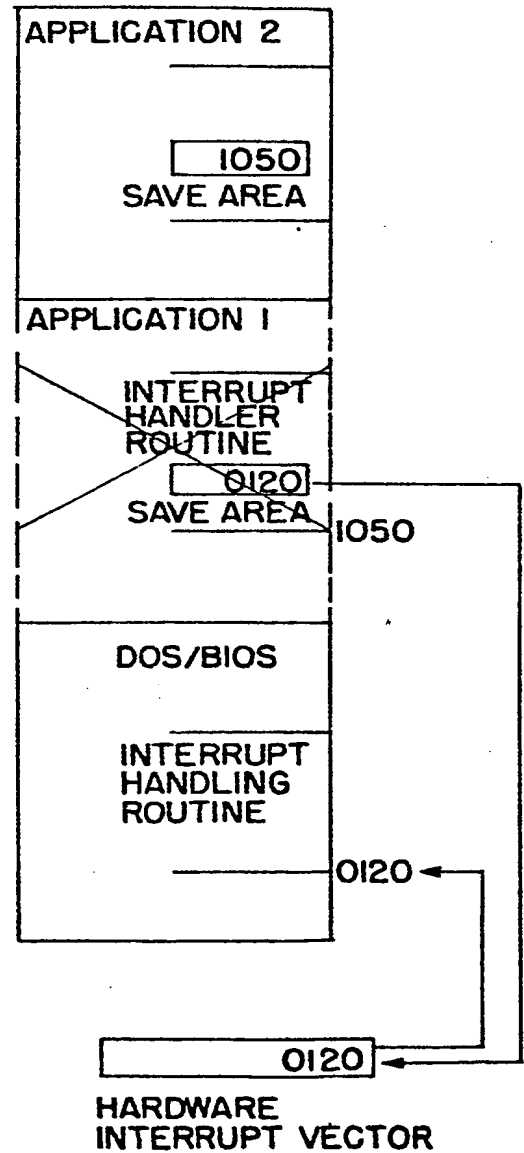 APPLICATION 2
1050
SAVE AREA
APPLICATION 1
INTERRUPT
HANDLER
ROUTINE
0120
SAVE AREA
1050
DOS/BIOS
INTERRUPT
HANDLING
ROUTINE
0120
0120
HARDWARE
INTERRUPT VECTOR